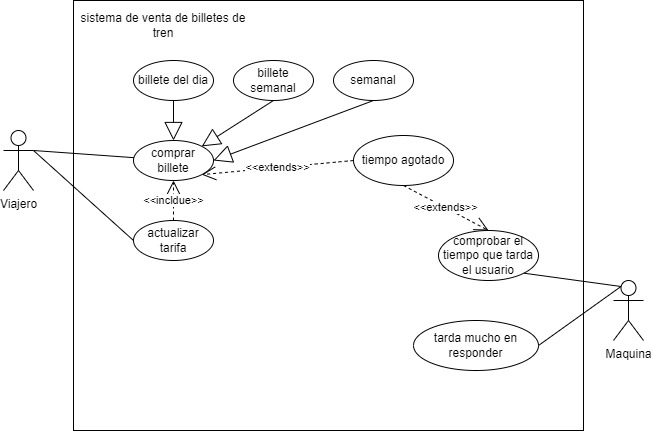 sistema de venta de billetes de
tren
billete del dia
billete
semanal
semanal
comprar
billete
<<extends>>
tiempo agotado
Viajero
<<incldue>>
<<extends>>
actualizar
tarifa
comprobar el
tiempo que tarda
el usuario
tarda mucho en
responder
Maquina